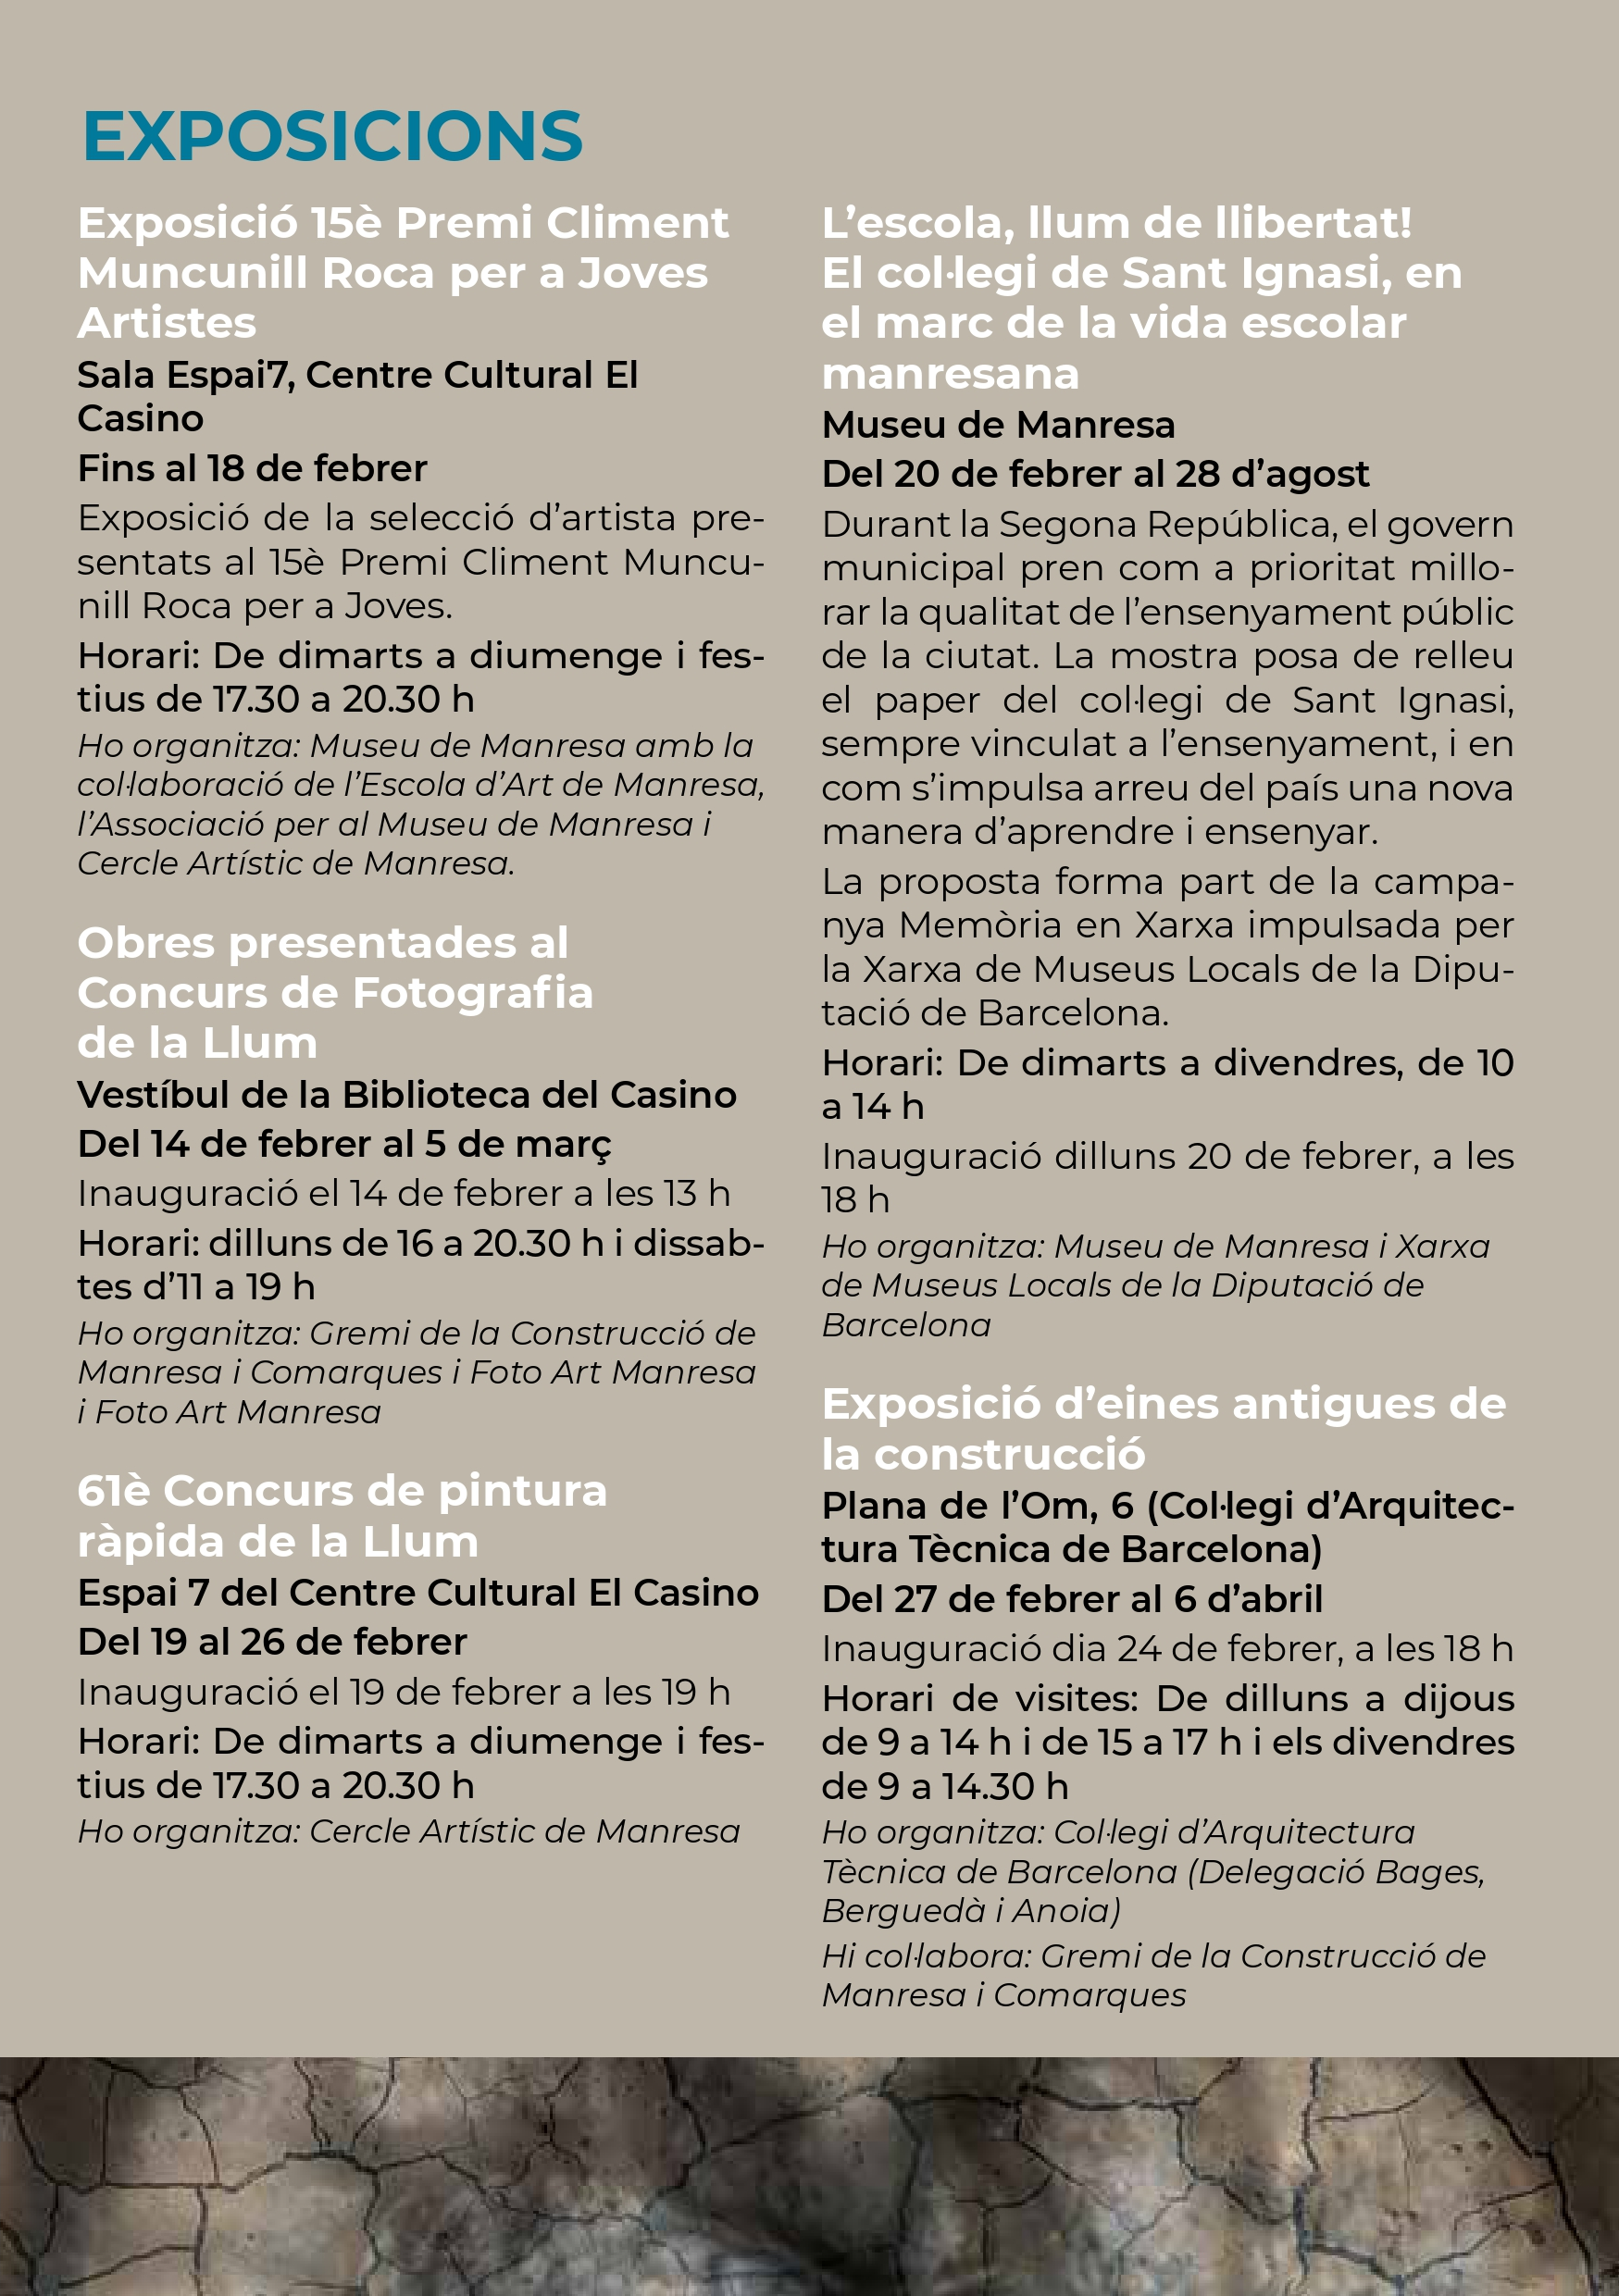 EXPOSICIONS
Exposició 15è Premi Climent
Muncunill Roca per a Joves
Artistes
Sala Espai7, Centre Cultural El
Casino
Fins al 18 de febrer
Exposició de la selecció d’artista pre-
sentats al 15è Premi Climent Muncu-
nill Roca per a Joves.
Horari: De dimarts a diumenge i fes-
tius de 17.30 a 20.30 h
Ho organitza: Museu de Manresa amb la
col·laboració de l’Escola d’Art de Manresa,
l’Associació per al Museu de Manresa i
Cercle Artístic de Manresa.
Obres presentades al
Concurs de Fotografia
de la Llum
Vestíbul de la Biblioteca del Casino
Del 14 de febrer al 5 de març
Inauguració el 14 de febrer a les 13 h
Horari: dilluns de 16 a 20.30 h i dissab-
tes d’11 a 19 h
Ho organitza: Gremi de la Construcció de
Manresa i Comarques i Foto Art Manresa
i Foto Art Manresa
61è Concurs de pintura
ràpida de la Llum
Espai 7 del Centre Cultural El Casino
Del 19 al 26 de febrer
Inauguració el 19 de febrer a les 19 h
Horari: De dimarts a diumenge i fes-
tius de 17.30 a 20.30 h
Ho organitza: Cercle Artístic de Manresa
L’escola, llum de llibertat!
El col·legi de Sant Ignasi, en
el marc de la vida escolar
manresana
Museu de Manresa
Del 20 de febrer al 28 d’agost
Durant la Segona República, el govern
municipal pren com a prioritat millo-
rar la qualitat de l’ensenyament públic
de la ciutat. La mostra posa de relleu
el paper del col·legi de Sant Ignasi,
sempre vinculat a l’ensenyament, i en
com s’impulsa arreu del país una nova
manera d’aprendre i ensenyar.
La proposta forma part de la campa-
nya Memòria en Xarxa impulsada per
la Xarxa de Museus Locals de la Dipu-
tació de Barcelona.
Horari: De dimarts a divendres, de 10
a 14 h
Inauguració dilluns 20 de febrer, a les
18 h
Ho organitza: Museu de Manresa i Xarxa
de Museus Locals de la Diputació de
Barcelona
Exposició d’eines antigues de
la construcció
Plana de l’Om, 6 (Col·legi d’Arquitec-
tura Tècnica de Barcelona)
Del 27 de febrer al 6 d’abril
Inauguració dia 24 de febrer, a les 18 h
Horari de visites: De dilluns a dijous
de 9 a 14 h i de 15 a 17 h i els divendres
de 9 a 14.30 h
Ho organitza: Col·legi d’Arquitectura
Tècnica de Barcelona (Delegació Bages,
Berguedà i Anoia)
Hi col·labora: Gremi de la Construcció de
Manresa i Comarques